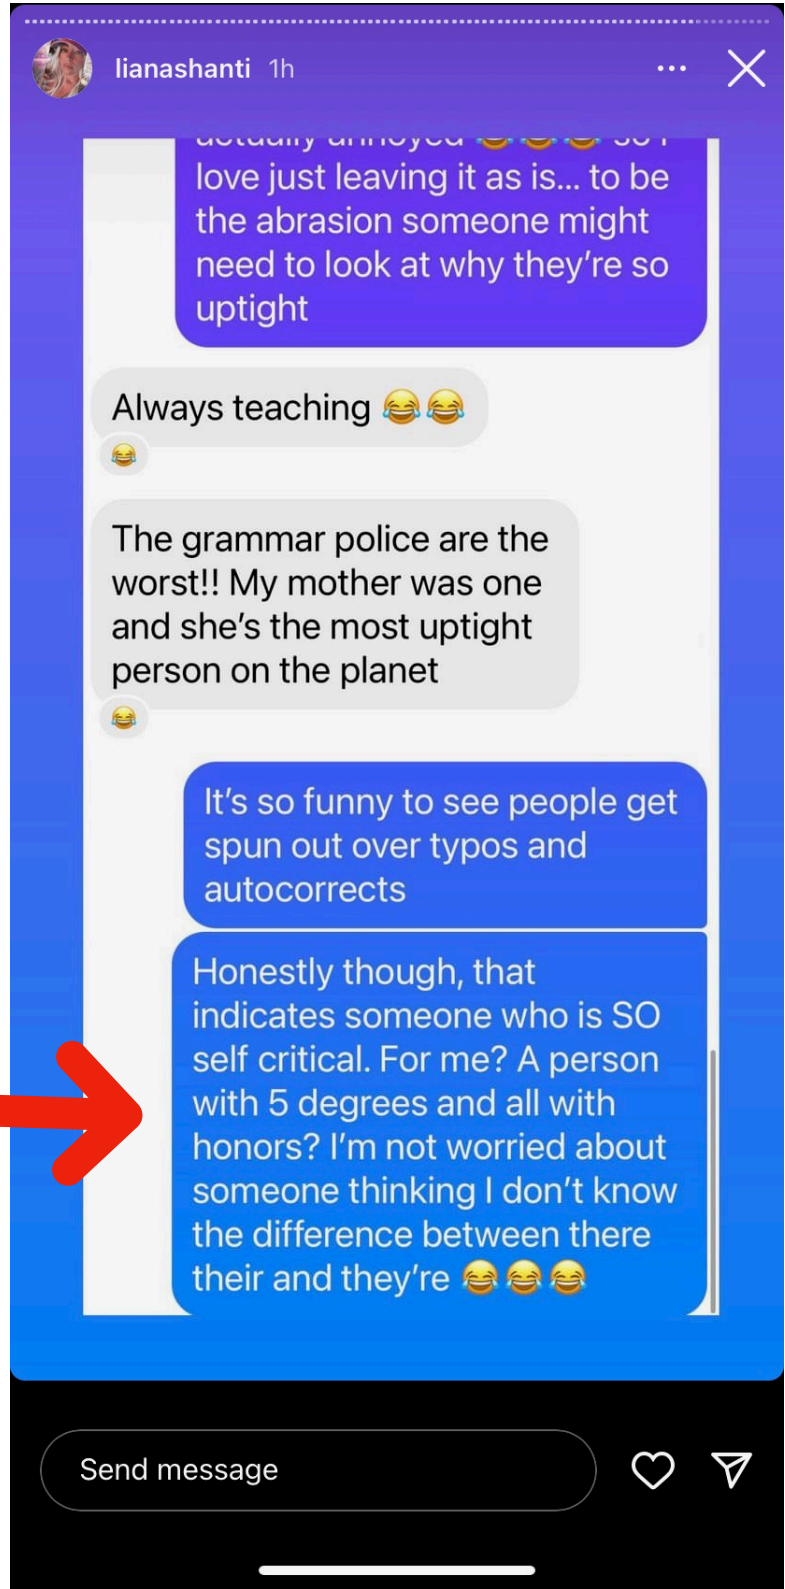 lianashanti 1h
actually annoyed 😂😂😂 so I
love just leaving it as is... to be
the abrasion someone might
need to look at why they're so
uptight
Always teaching 😂😂
😂
The grammar police are the
worst!! My mother was one
and she's the most uptight
person on the planet
😂
It's so funny to see people get
spun out over typos and
autocorrects
Honestly though, that
indicates someone who is SO
self critical. For me? A person
with 5 degrees and all with
honors? I'm not worried about
someone thinking I don't know
the difference between there
their and they're 😂😂😂
Send message